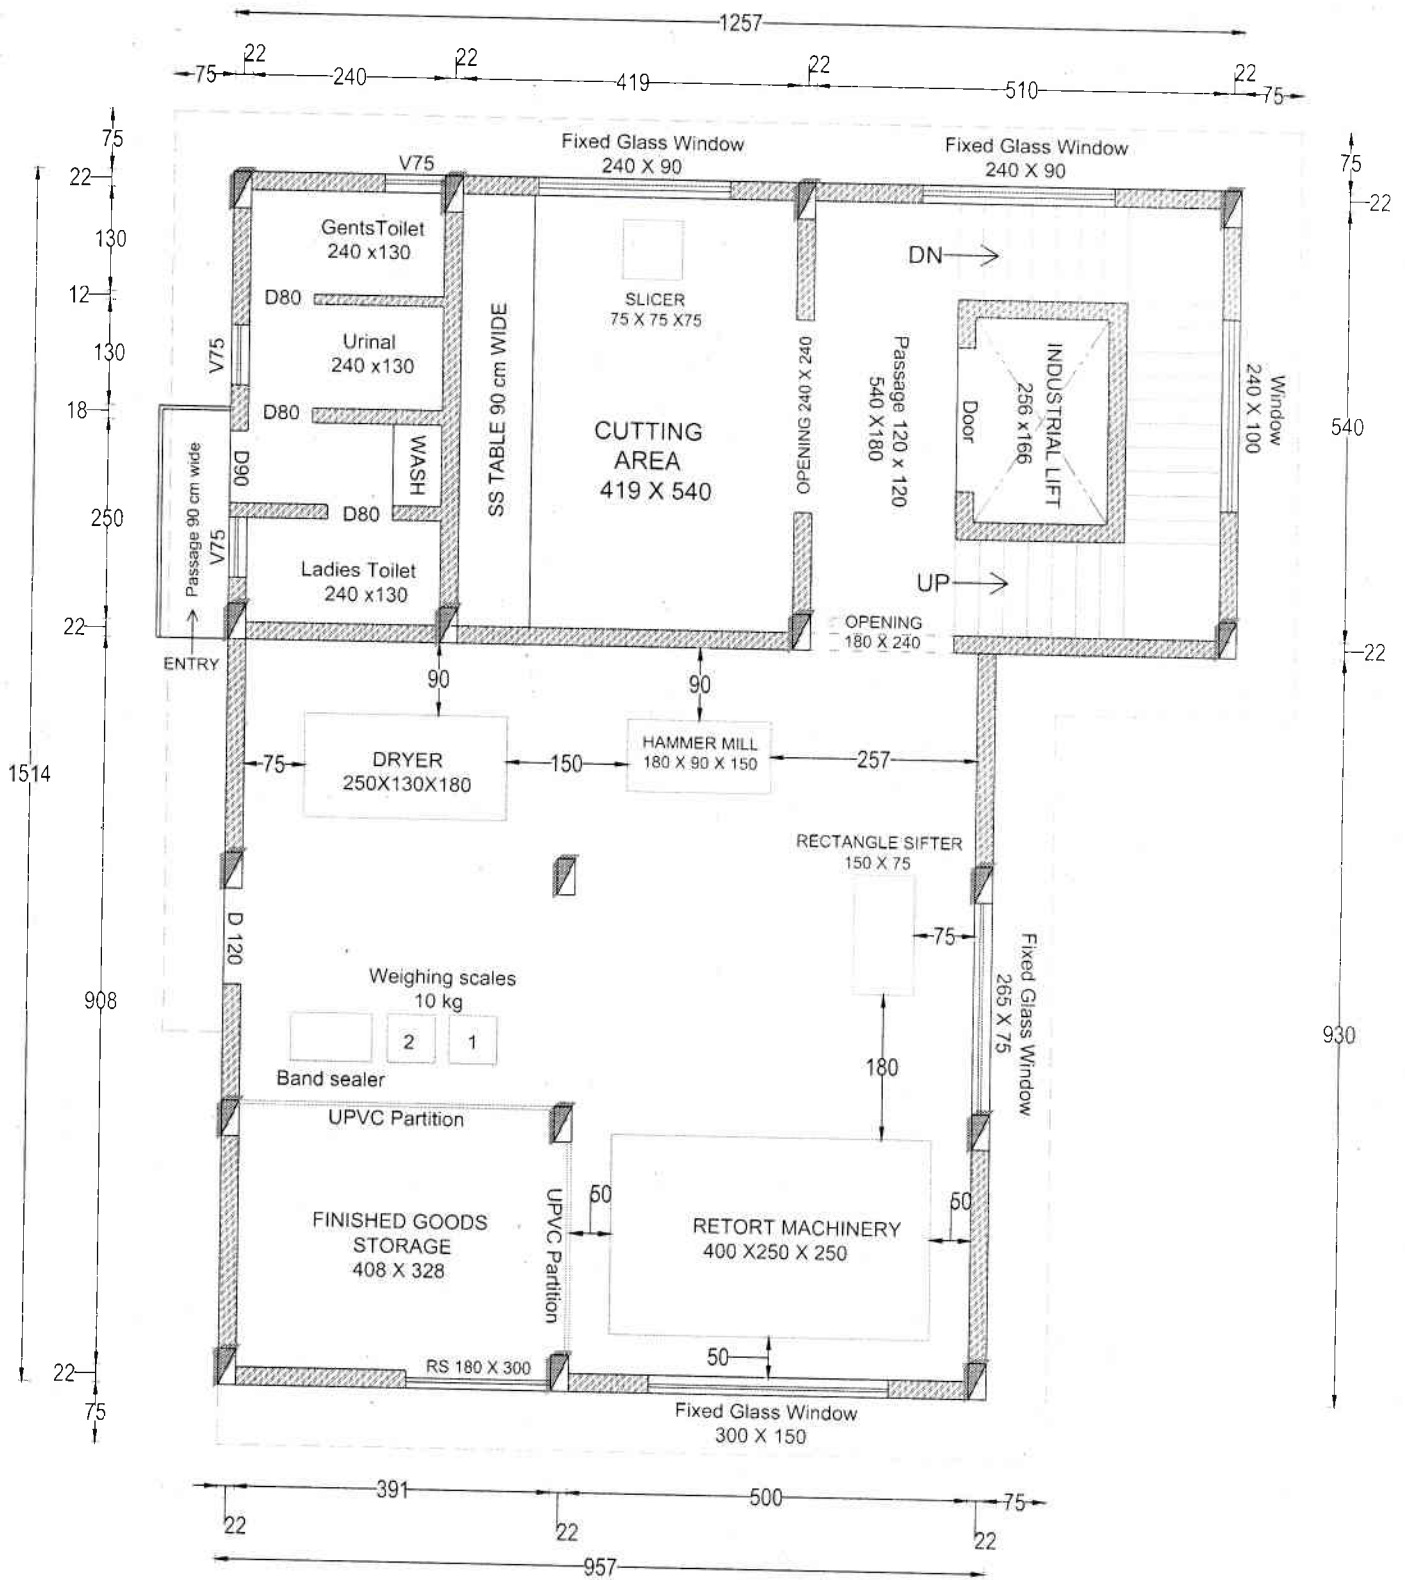 1257
22
22
22
22
75
240
419
510
75
75
22
130
12
130
18
250
22
1514
908
22
75
75
22
540
22
930
V75
Fixed Glass Window
240 X 90
Fixed Glass Window
240 X 90
GentsToilet
240 x130
D80
Urinal
240 x130
V75
D80
WASH
D90
Passage 90 cm wide
V75
D80
Ladies Toilet
240 x130
ENTRY
SS TABLE 90 cm WIDE
SLICER
75 X 75 X75
CUTTING
AREA
419 X 540
OPENING 240 X 240
Passage 120 x 120
540 X180
DN
Door
INDUSTRIAL LIFT
256 x166
UP
Window
240 X 100
OPENING
180 X 240
90
90
75
DRYER
250X130X180
150
HAMMER MILL
180 X 90 X 150
257
RECTANGLE SIFTER
150 X 75
75
D 120
Fixed Glass Window
265 X 75
Weighing scales
10 kg
2
1
Band sealer
180
UPVC Partition
UPVC Partition
FINISHED GOODS
STORAGE
408 X 328
50
RETORT MACHINERY
400 X250 X 250
50
50
RS 180 X 300
Fixed Glass Window
300 X 150
391
500
75
22
22
22
957